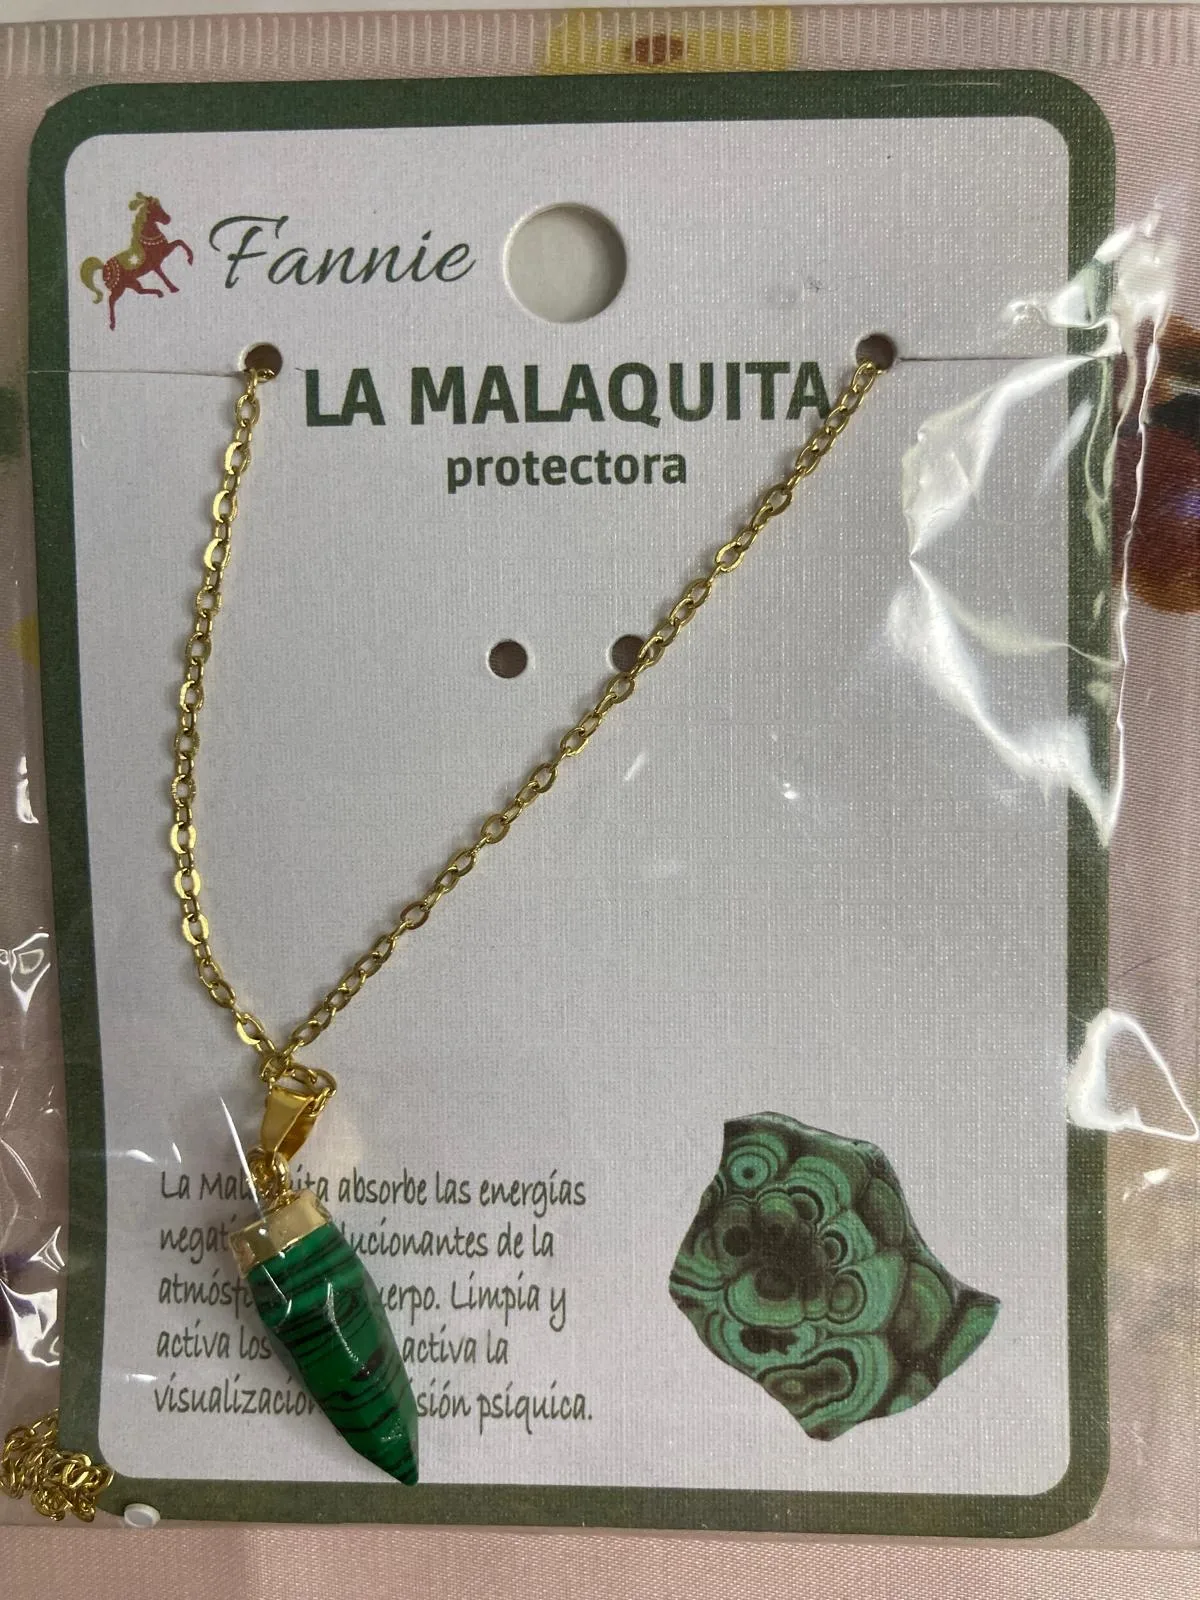 Fannie
LA MALAQUITA
protectora
La absorbe las energías
de la
Limpia y
activa los activa la
psíquica.